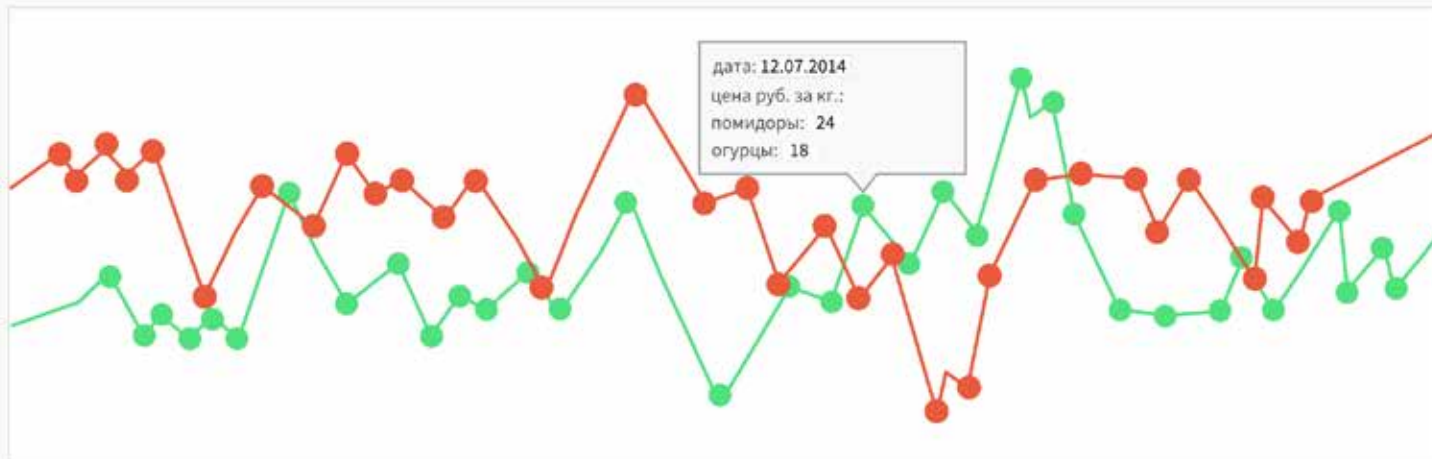 дата: 12.07.2014
цена руб. за кг.:
помидоры: 24
огурцы: 18